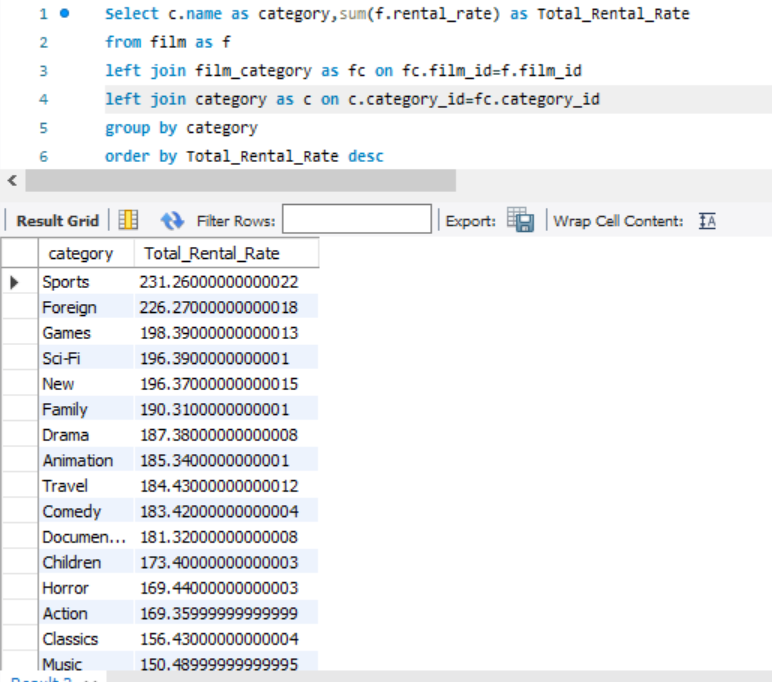 1 Select c.name as category,sum(f.rental_rate) as Total_Rental_Rate
2 from film as f
3 left join film_category as fc on fc.film_id=f.film_id
4 left join category as c on c.category_id=fc.category_id
5 group by category
6 order by Total_Rental_Rate desc
Result Grid Filter Rows: Export: Wrap Cell Content: IA
category Total_Rental_Rate
Sports 231.26000000000022
Foreign 226.27000000000018
Games 198.39000000000013
Sci-Fi 196.3900000000001
New 196.37000000000015
Family 190.3100000000001
Drama 187.38000000000008
Animation 185.3400000000001
Travel 184.43000000000012
Comedy 183.42000000000004
Documen... 181.32000000000008
Children 173.40000000000003
Horror 169.44000000000003
Action 169.35999999999999
Classics 156.43000000000004
Music 150.48999999999995